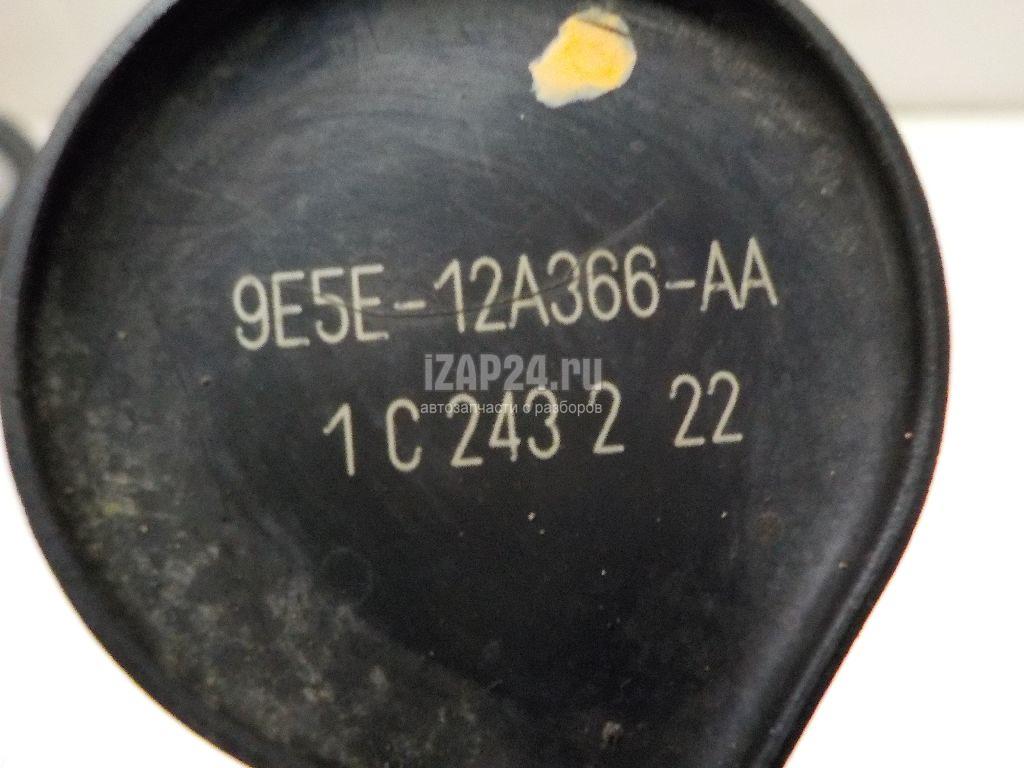 9E5E-12A366-AA
iZAP24.ru
автозапчасти с разборов
1 C 243 2 22